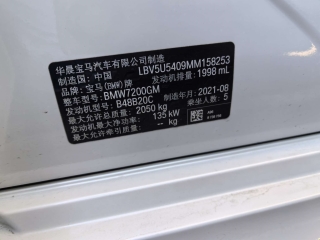 华晨宝马汽车有限公司制造
制造国：中国 LBV5U5409MM158253
品牌：宝马(BMW)牌 发动机排量：1998 mL
整车型号：BMW7200GM
发动机型号：B48B20C 制造年月：2021-08
最大允许总质量：2050 kg 乘坐人数：5
发动机最大净功率：135 kW
最大允许牵引质量：-- kg